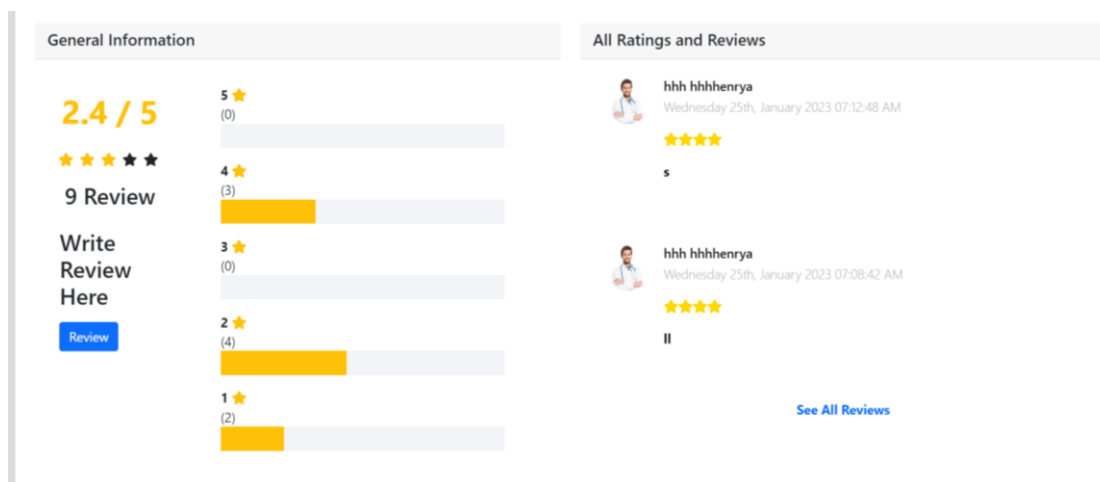 General Information
2.4 / 5
9 Review
Write
Review
Here
Review
5
(0)
4
(3)
3
(0)
2
(4)
1
(2)
All Ratings and Reviews
hhh hhhhenrya
Wednesday 25th, January 2023 07:12:48 AM
s
hhh hhhhenrya
Wednesday 25th, January 2023 07:08:42 AM
ll
See All Reviews